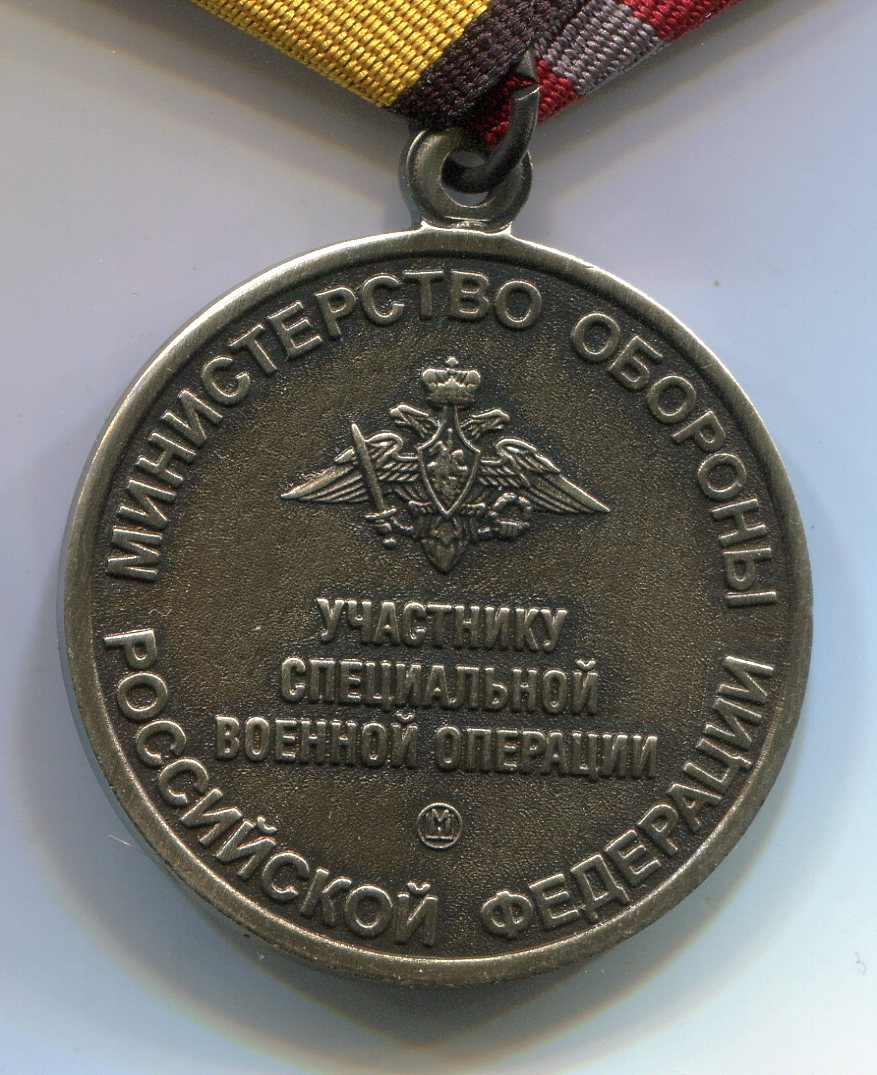 МИНИСТЕРСТВО ОБОРОНЫ
РОССИЙСКОЙ ФЕДЕРАЦИИ
УЧАСТНИКУ
СПЕЦИАЛЬНОЙ
ВОЕННОЙ ОПЕРАЦИИ